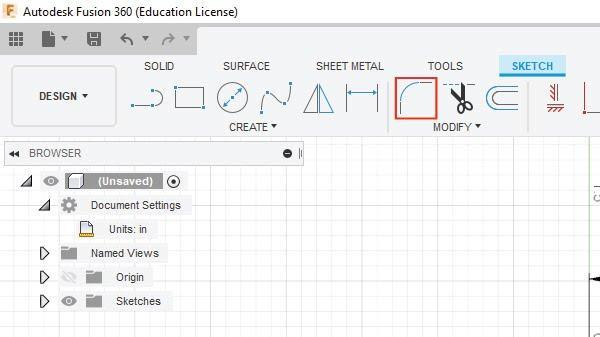 Autodesk Fusion 360 (Education License)
SOLID SURFACE SHEET METAL TOOLS SKETCH
DESIGN
CREATE MODIFY
BROWSER
(Unsaved)
Document Settings
Units: in
Named Views
Origin
Sketches